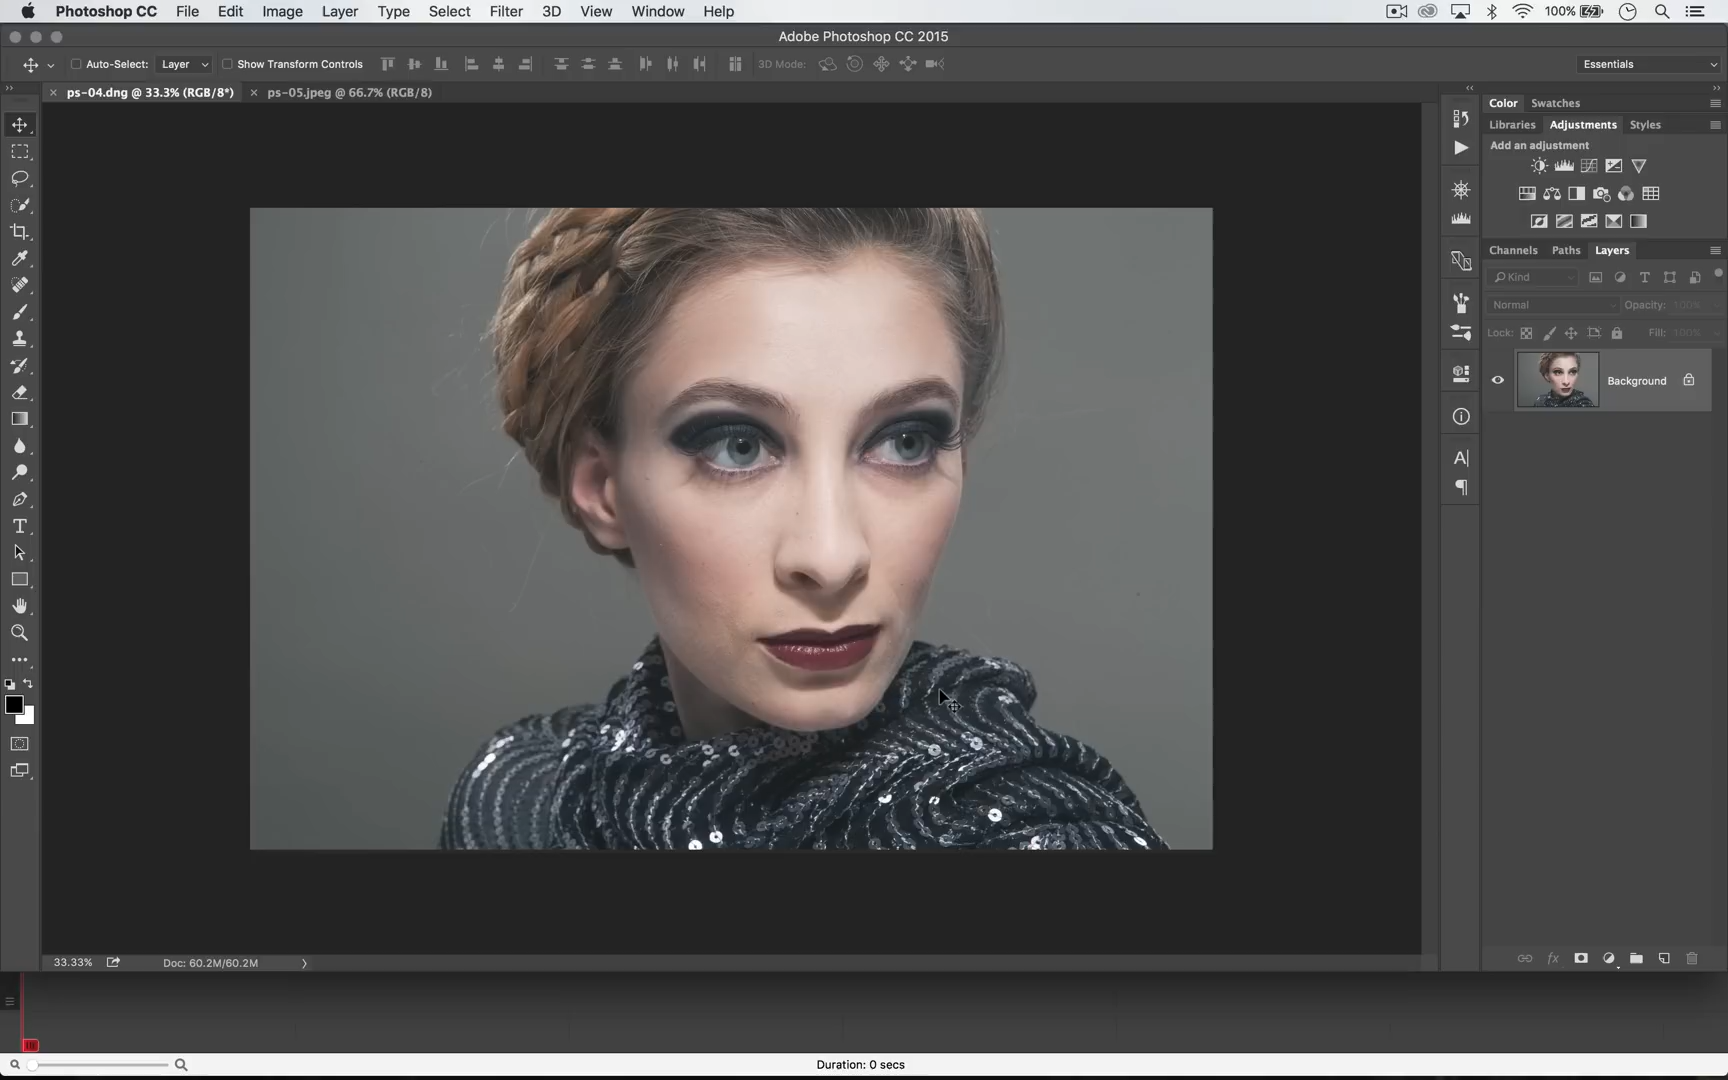 Photoshop CC File Edit Image Layer Type Select Filter 3D View Window Help 100%
Adobe Photoshop CC 2015
Auto-Select: Layer Show Transform Controls 3D Mode: Essentials
ps-04.dng @ 33.3% (RGB/8*) ps-05.jpeg @ 66.7% (RGB/8)
Color Swatches
Libraries Adjustments Styles
Add an adjustment
Channels Paths Layers
Kind
Normal Opacity: 100%
Lock: Fill: 100%
Background
33.33% Doc: 60.2M/60.2M
Duration: 0 secs